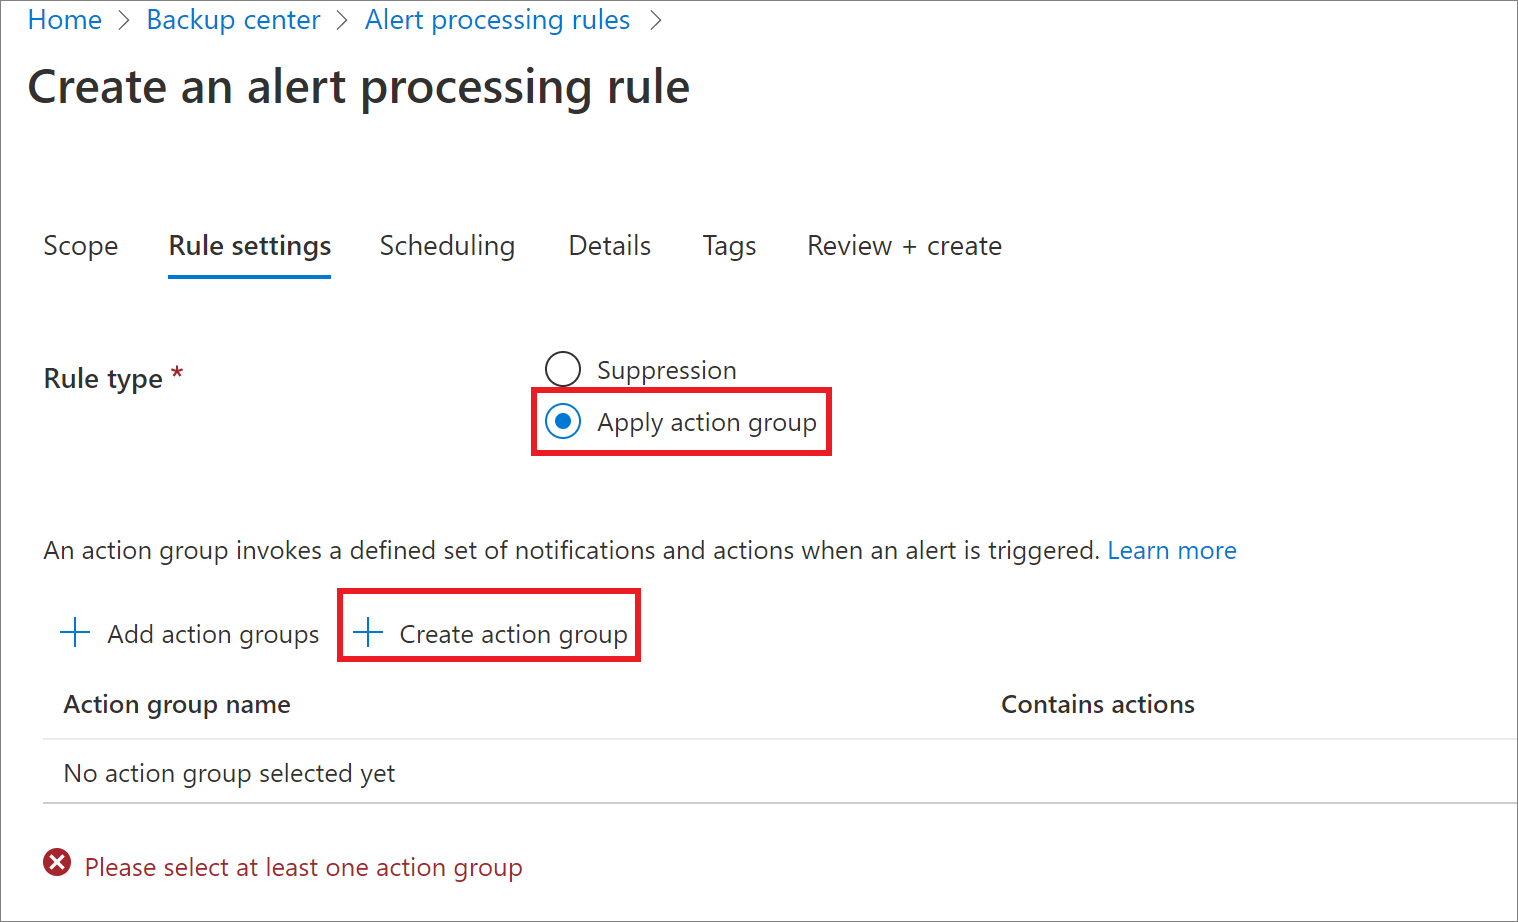 Home > Backup center > Alert processing rules >
Create an alert processing rule
Scope Rule settings Scheduling Details Tags Review + create
Suppression
Rule type *
Apply action group
An action group invokes a defined set of notifications and actions when an alert is triggered. Learn more
+ Add action groups + Create action group
Action group name Contains actions
No action group selected yet
Please select at least one action group